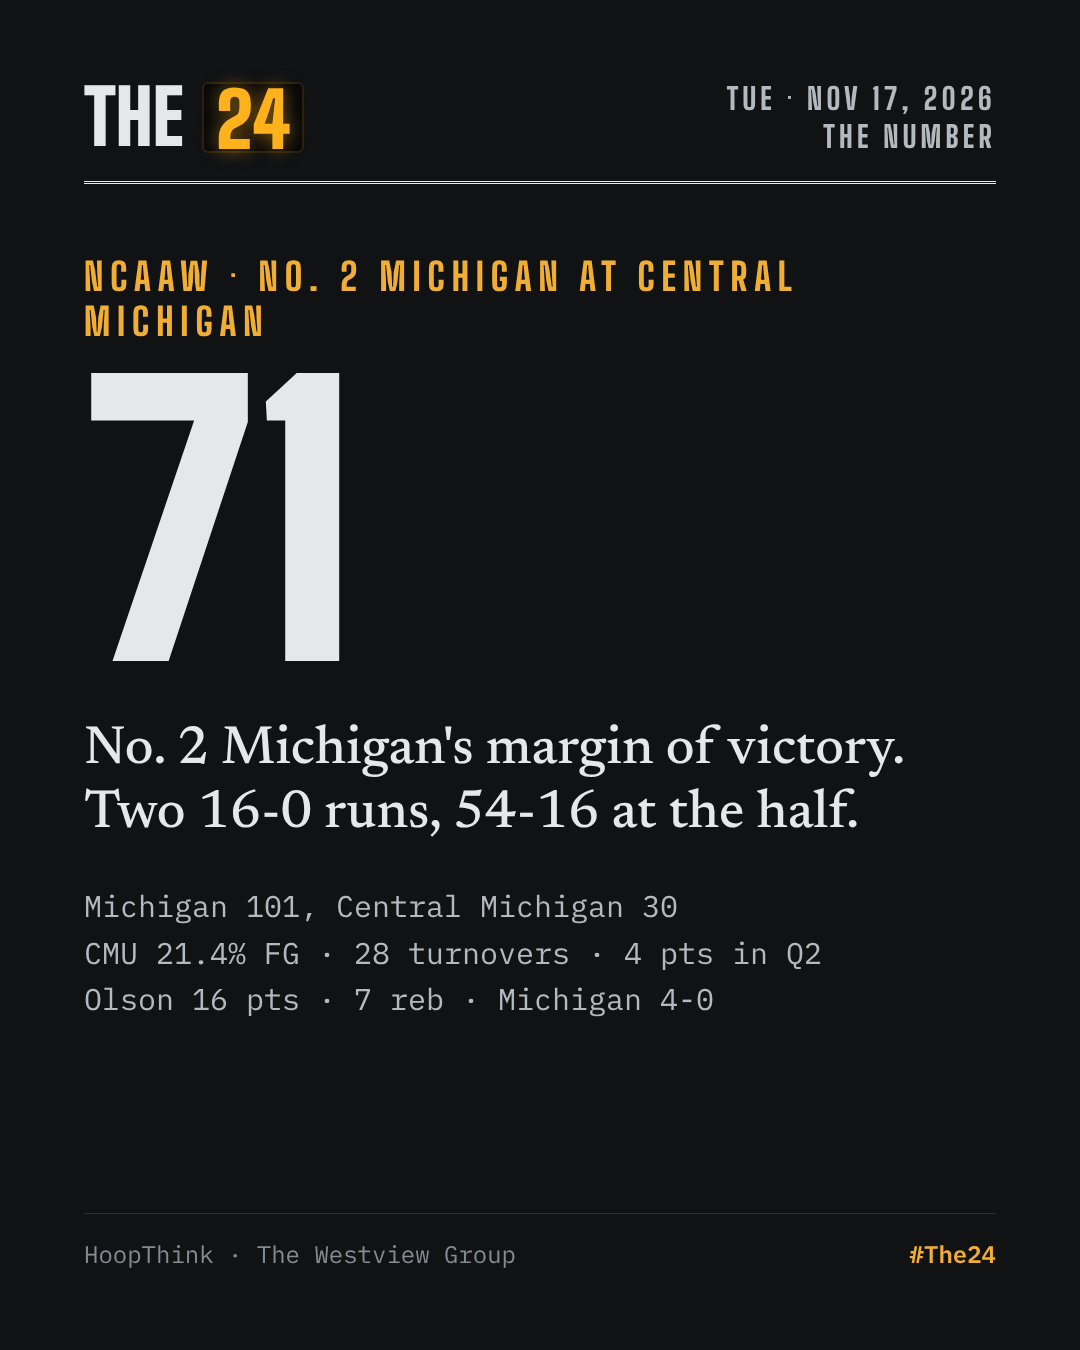 THE 24
TUE · NOV 17, 2026
THE NUMBER
NCAAW · NO. 2 MICHIGAN AT CENTRAL
MICHIGAN
71
No. 2 Michigan's margin of victory.
Two 16-0 runs, 54-16 at the half.
Michigan 101, Central Michigan 30
CMU 21.4% FG · 28 turnovers · 4 pts in Q2
Olson 16 pts · 7 reb · Michigan 4-0
HoopThink · The Westview Group
#The24